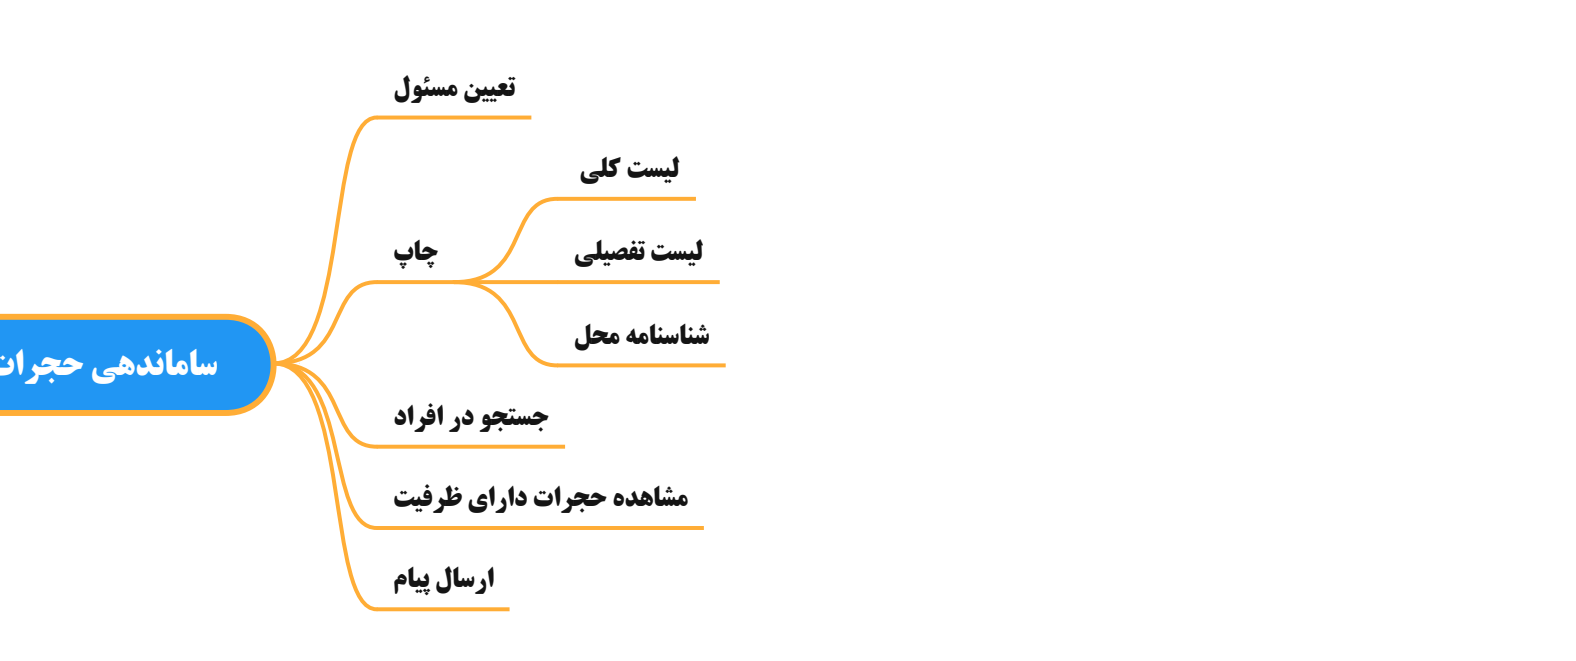 ساماندهی حجرات
تعیین مسئول
چاپ
لیست کلی
لیست تفصیلی
شناسنامه محل
جستجو در افراد
مشاهده حجرات دارای ظرفیت
ارسال پیام